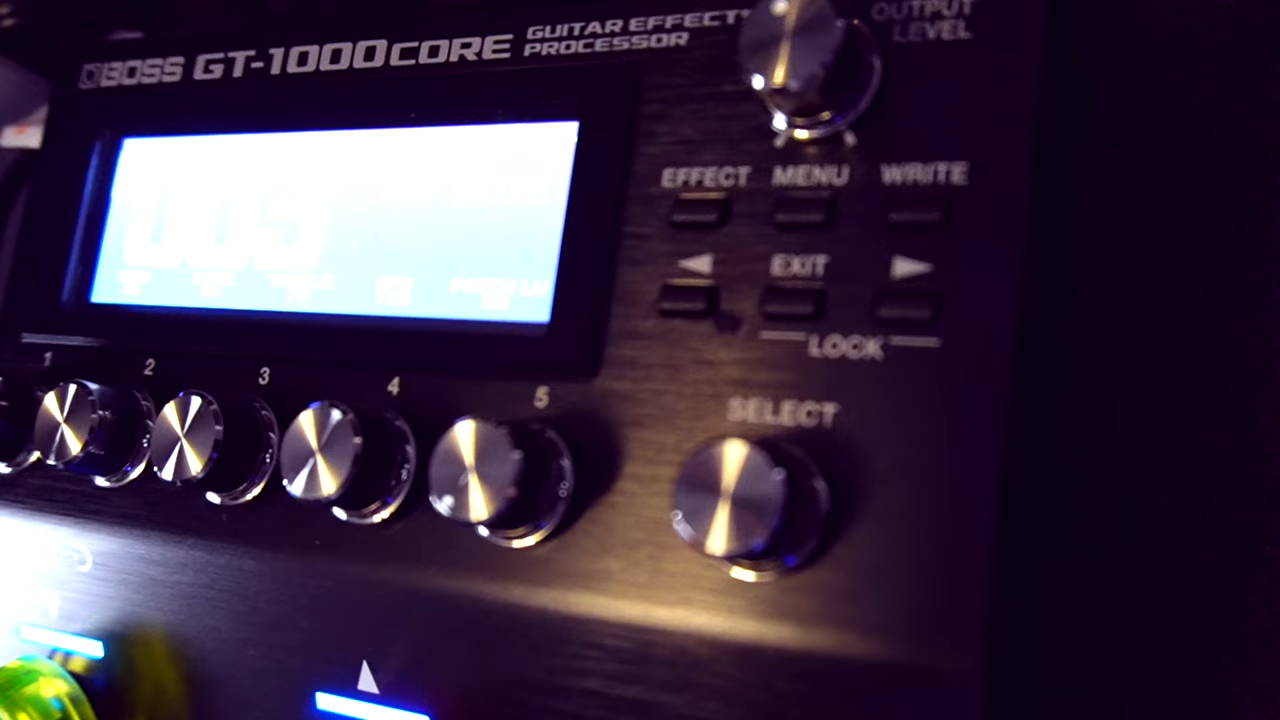 BOSS GT-1000CORE GUITAR EFFECTS
PROCESSOR
OUTPUT
LEVEL
EFFECT MENU WRITE
EXIT
LOCK
1 2 3 4 5
SELECT